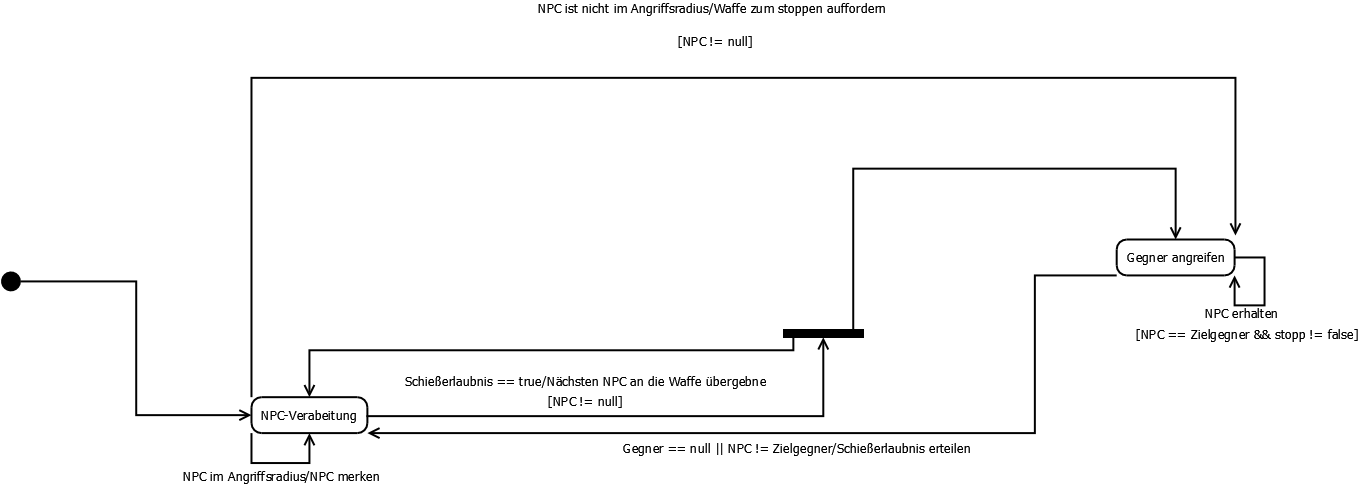 NPC ist nicht im Angriffsradius/Waffe zum stoppen auffordern
[NPC != null]
Gegner angreifen
NPC erhalten
[NPC == Zielgegner && stopp != false]
Schießerlaubnis == true/Nächsten NPC an die Waffe übergebne
[NPC != null]
NPC-Verabeitung
Gegner == null || NPC != Zielgegner/Schießerlaubnis erteilen
NPC im Angriffsradius/NPC merken